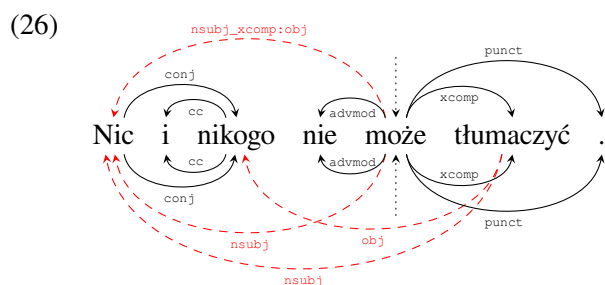 (26)
nsubj_xcomp:obj
punct
conj
cc
advmod
xcomp
Nic i nikogo nie może tłumaczyć .
cc
advmod
xcomp
conj
punct
nsubj
obj
nsubj